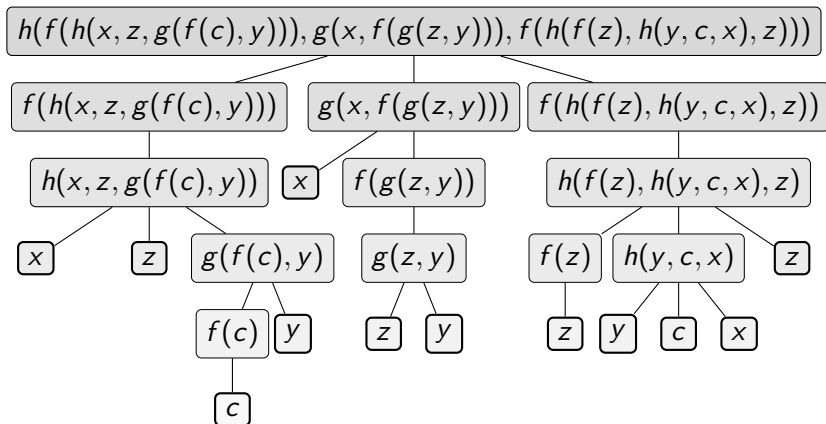 h(f(h(x, z, g(f(c), y))), g(x, f(g(z, y))), f(h(f(z), h(y, c, x), z)))
f(h(x, z, g(f(c), y))) g(x, f(g(z, y))) f(h(f(z), h(y, c, x), z))
h(x, z, g(f(c), y)) x f(g(z, y)) h(f(z), h(y, c, x), z)
x z g(f(c), y) g(z, y) f(z) h(y, c, x) z
f(c) y z y z y c x
c